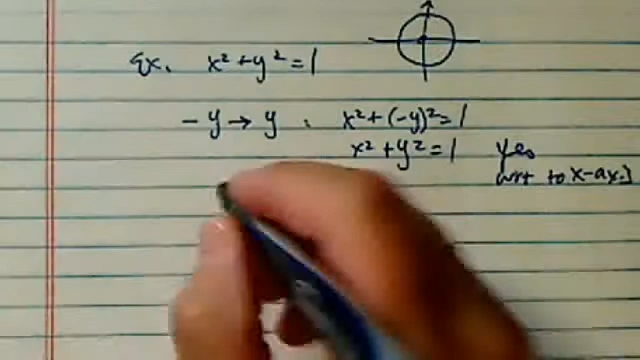 Ex. x² + y² = 1
-y → y : x² + (-y)² = 1
x² + y² = 1 yes
wrt to x-axis